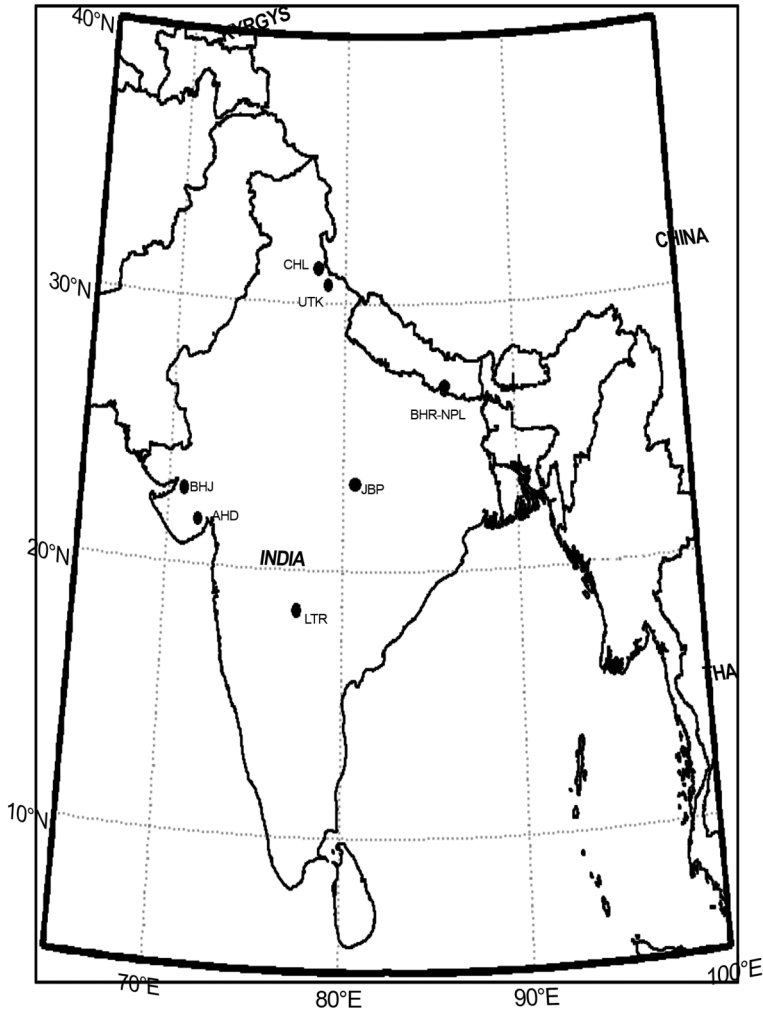 40°N
KYRGYS
CHINA
CHL
30°N
UTK
BHR-NPL
BHJ
JBP
AHD
20°N
INDIA
LTR
THA
10°N
70°E
80°E
90°E
100°E